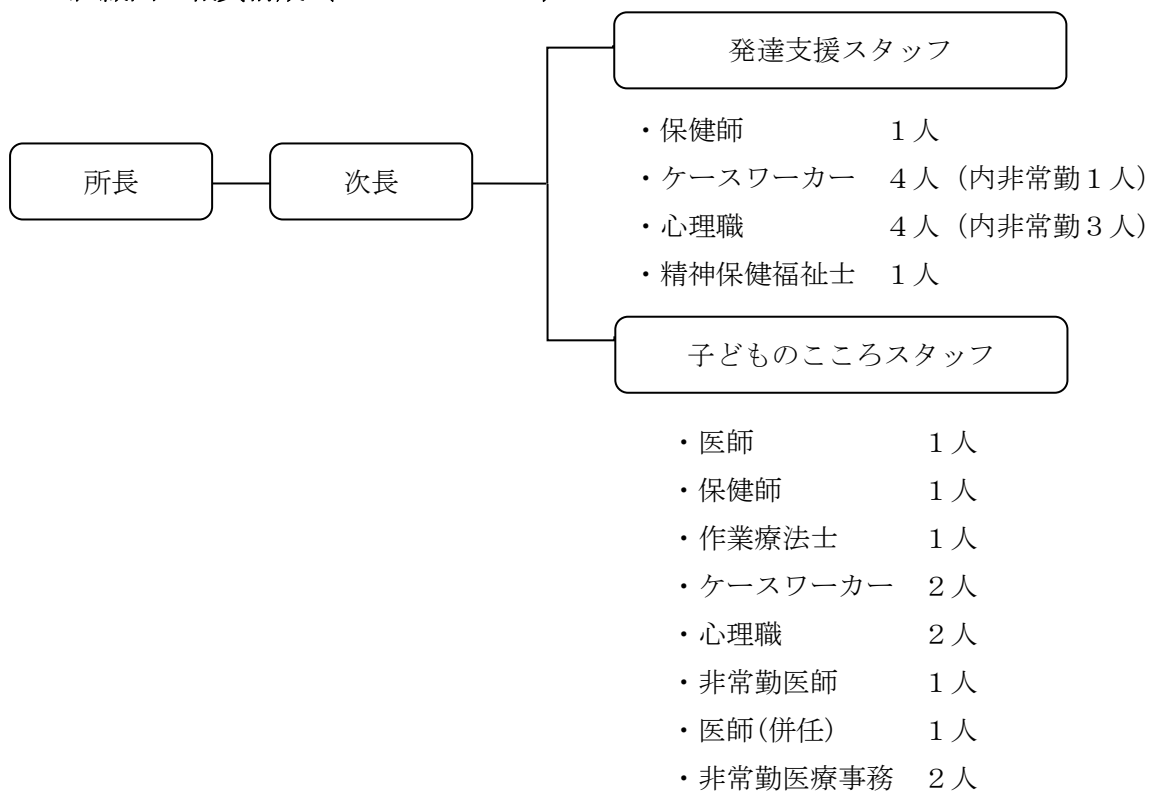 発達支援スタッフ
・保健師　　　　　１人
・ケースワーカー　４人（内非常勤１人）
・心理職　　　　　４人（内非常勤３人）
・精神保健福祉士　１人
所長
次長
子どものこころスタッフ
・医師　　　　　　１人
・保健師　　　　　１人
・作業療法士　　　１人
・ケースワーカー　２人
・心理職　　　　　２人
・非常勤医師　　　１人
・医師(併任)　　　１人
・非常勤医療事務　２人